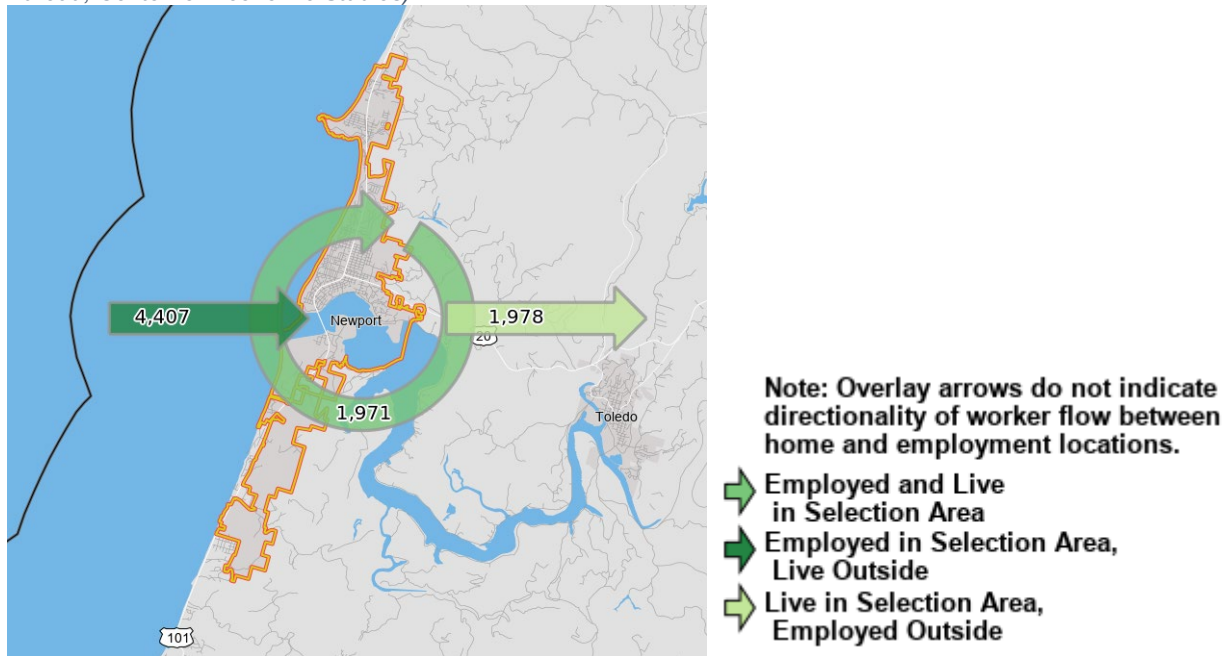 4,407
Newport
1,978
20
1,971
Toledo
101
Note: Overlay arrows do not indicate
directionality of worker flow between
home and employment locations.
Employed and Live
in Selection Area
Employed in Selection Area,
Live Outside
Live in Selection Area,
Employed Outside